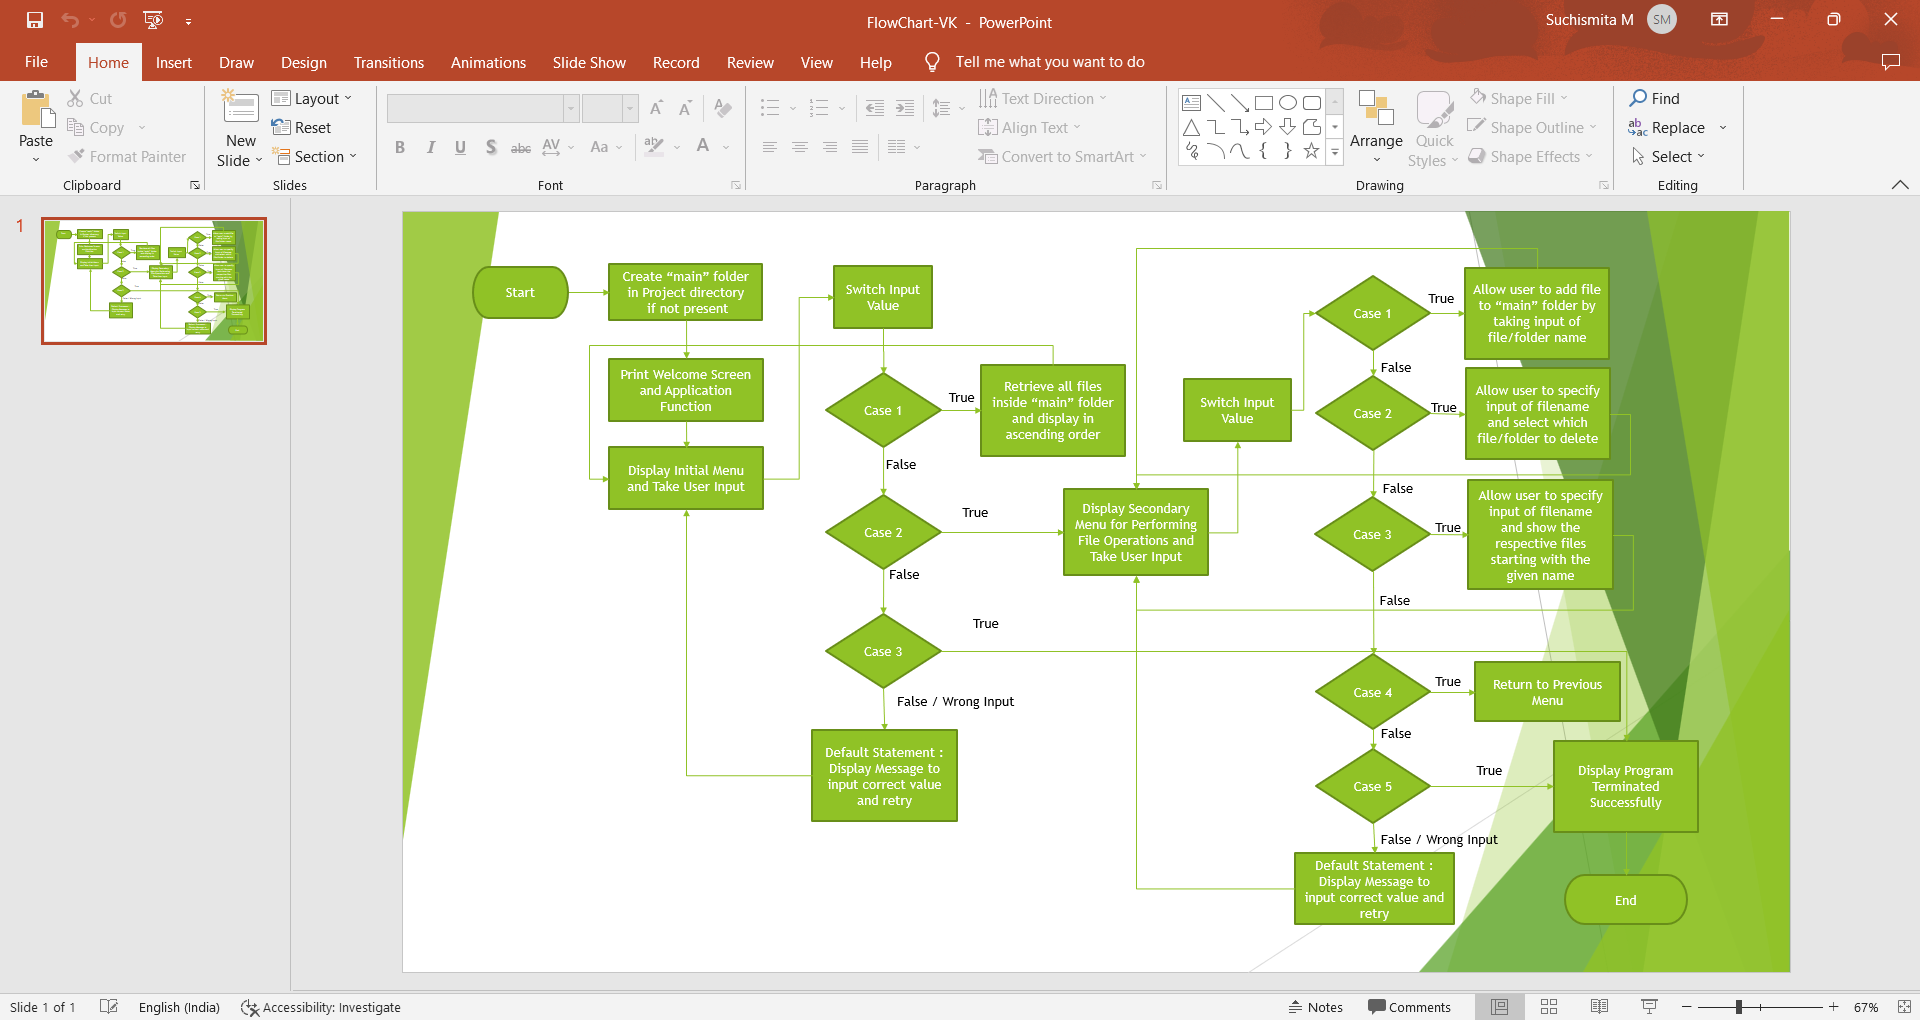 FlowChart-VK - PowerPoint
Suchismita M
SM
File
Home
Insert
Draw
Design
Transitions
Animations
Slide Show
Record
Review
View
Help
Tell me what you want to do
Paste
Cut
Copy
Format Painter
Clipboard
New
Slide
Layout
Reset
Section
Slides
B
I
U
S
abc
AV
Aa
A
Font
Text Direction
Align Text
Convert to SmartArt
Paragraph
Arrange
Quick
Styles
Shape Fill
Shape Outline
Shape Effects
Drawing
Find
Replace
Select
Editing
1
Start
Create “main” folder
in Project directory
if not present
Print Welcome Screen
and Application
Function
Display Initial Menu
and Take User Input
Switch Input
Value
Case 1
True
Retrieve all files
inside “main” folder
and display in
ascending order
False
Case 2
True
Display Secondary
Menu for Performing
File Operations and
Take User Input
False
Case 3
True
False / Wrong Input
Default Statement :
Display Message to
input correct value
and retry
Switch Input
Value
Case 1
True
Allow user to add file
to “main” folder by
taking input of
file/folder name
False
Case 2
True
Allow user to specify
input of filename
and select which
file/folder to delete
False
Case 3
True
Allow user to specify
input of filename
and show the
respective files
starting with the
given name
False
Case 4
True
Return to Previous
Menu
False
Case 5
True
Display Program
Terminated
Successfully
False / Wrong Input
Default Statement :
Display Message to
input correct value and
retry
End
Slide 1 of 1
English (India)
Accessibility: Investigate
Notes
Comments
67%